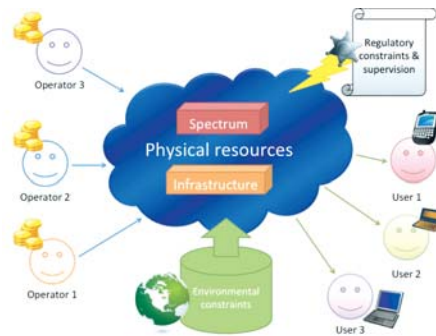 Operator 3
Regulatory
constraints &
supervision
Spectrum
Physical resources
Infrastructure
Operator 2
User 1
Operator 1
User 2
Environmental
constraints
User 3